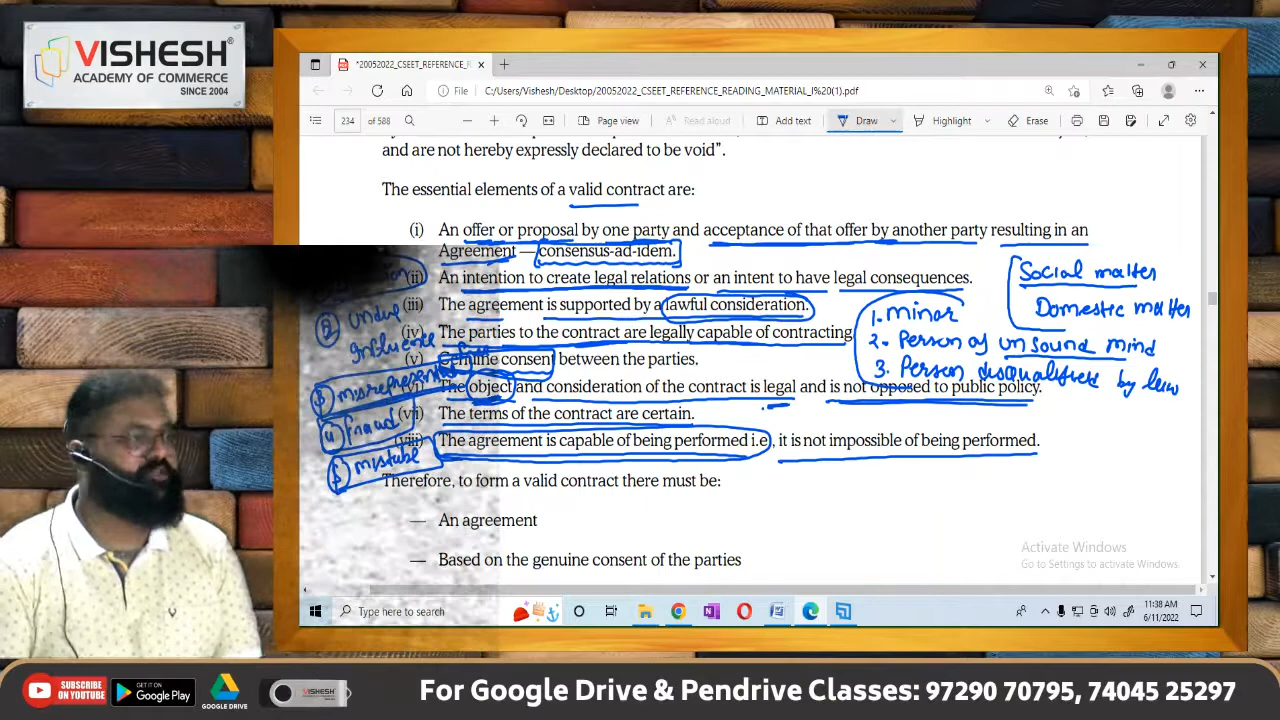 VISHESH®
ACADEMY OF COMMERCE
SINCE 2004
*20052022_CSEET_REFERENCE_R
File C:/Users/Vishesh/Desktop/20052022_CSEET_REFERENCE_READING_MATERIAL_I%20(1).pdf
234 of 588 Page view Read aloud Add text Draw Highlight Erase
and are not hereby expressly declared to be void”.
The essential elements of a valid contract are:
(i) An offer or proposal by one party and acceptance of that offer by another party resulting in an
Agreement — consensus-ad-idem.
(ii) An intention to create legal relations or an intent to have legal consequences.
(iii) The agreement is supported by a lawful consideration.
(iv) The parties to the contract are legally capable of contracting
(v) Genuine consent between the parties.
(vi) The object and consideration of the contract is legal and is not opposed to public policy.
(vii) The terms of the contract are certain.
(viii) The agreement is capable of being performed i.e , it is not impossible of being performed.
Therefore, to form a valid contract there must be:
— An agreement
— Based on the genuine consent of the parties
Social matter
Domestic matter
1. minor
2. Person of unsound mind
3. Person disqualified by law
② undue
influence
④ fraud
⑤ mistake
Activate Windows
Go to Settings to activate Windows.
Type here to search
11:38 AM
6/11/2022
SUBSCRIBE
ON YOUTUBE
GET IT ON
Google Play
GOOGLE DRIVE
VISHESH
For Google Drive & Pendrive Classes: 97290 70795, 74045 25297